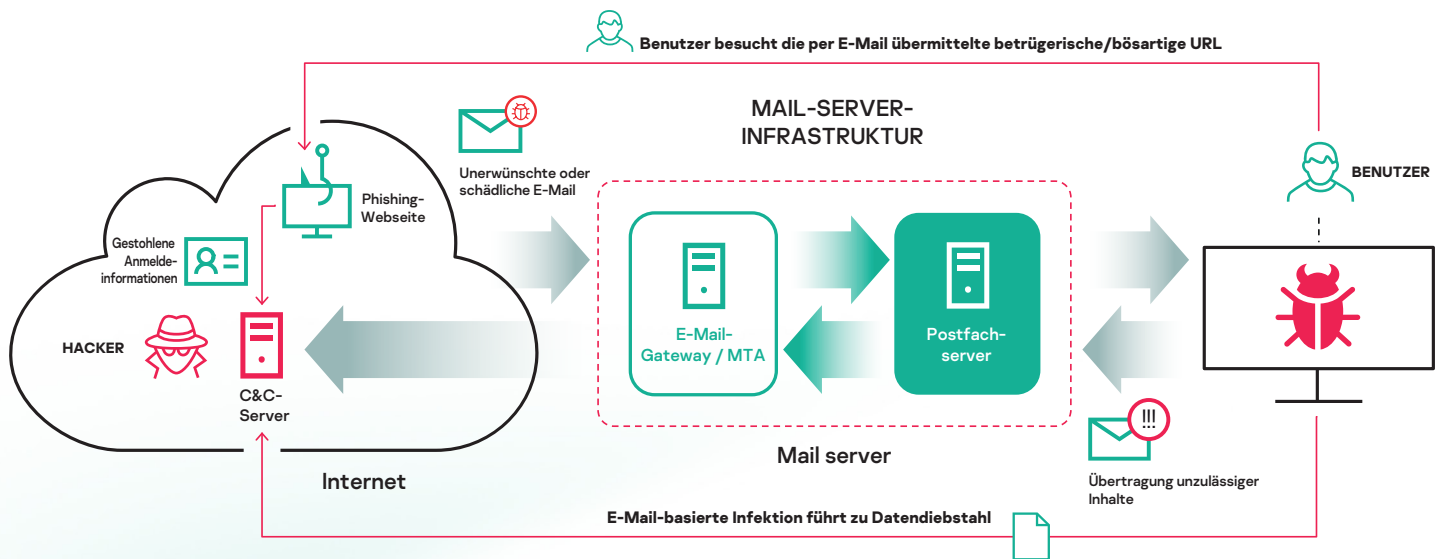 Benutzer besucht die per E-Mail übermittelte betrügerische/bösartige URL
MAIL-SERVER-
INFRASTRUKTUR
Unerwünschte oder
schädliche E-Mail
BENUTZER
Phishing-
Webseite
Gestohlene
Anmelde-
informationen
HACKER
C&C-
Server
E-Mail-
Gateway / MTA
Postfach-
server
Mail server
Internet
!!!
Übertragung unzulässiger
Inhalte
E-Mail-basierte Infektion führt zu Datendiebstahl